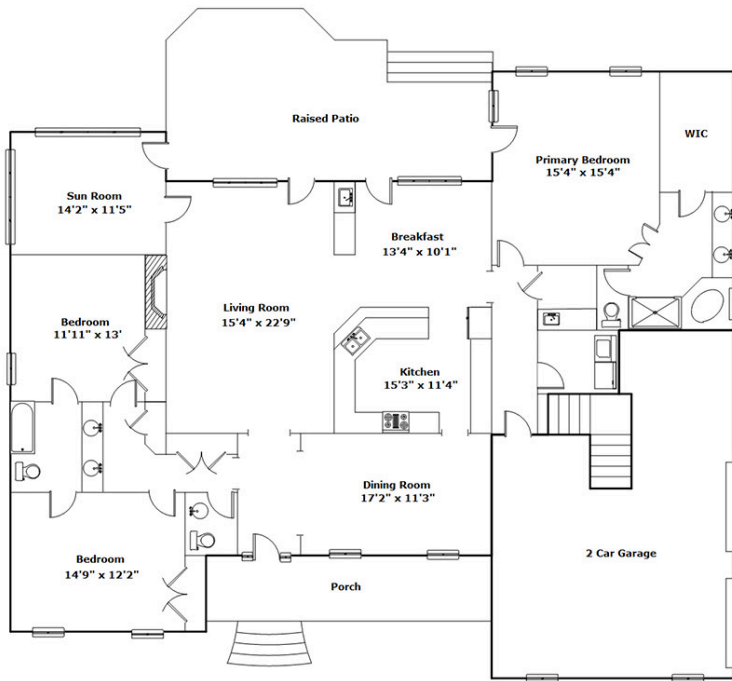 Raised Patio
WIC
Primary Bedroom
15'4" x 15'4"
Sun Room
14'2" x 11'5"
Breakfast
13'4" x 10'1"
Living Room
15'4" x 22'9"
Bedroom
11'11" x 13'
Kitchen
15'3" x 11'4"
Dining Room
17'2" x 11'3"
2 Car Garage
Bedroom
14'9" x 12'2"
Porch